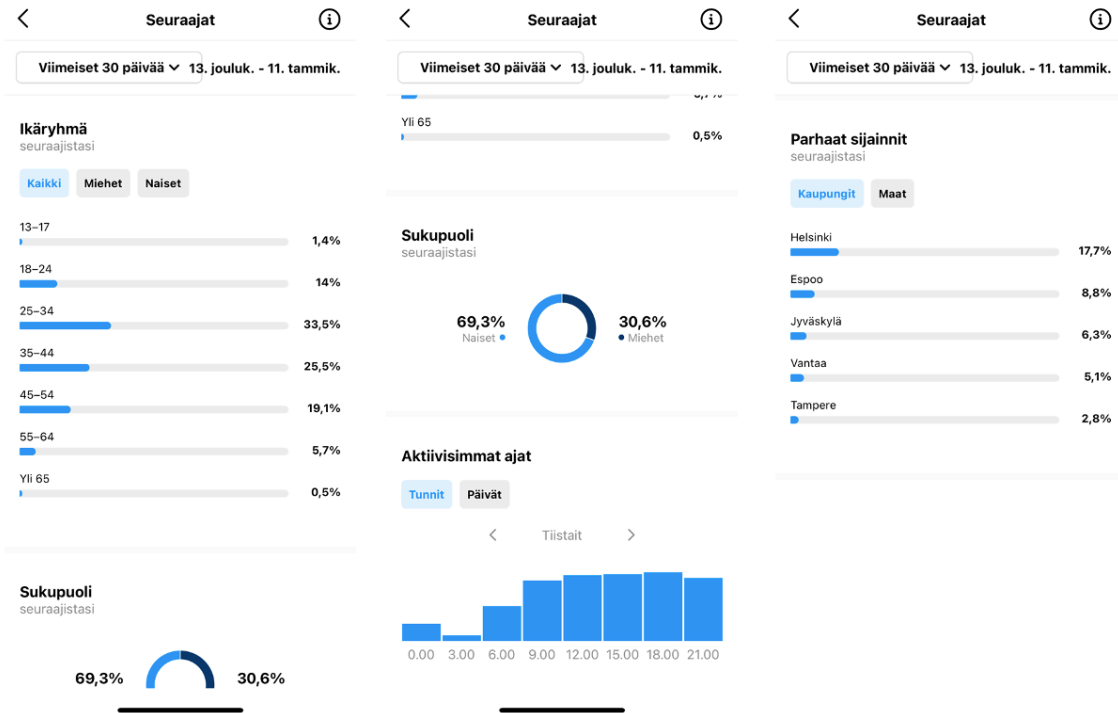 Seuraajat
Viimeiset 30 päivää 13. jouluk. - 11. tammik.
Ikäryhmä
seuraajistasi
Kaikki Miehet Naiset
13–17
1,4%
18–24
14%
25–34
33,5%
35–44
25,5%
45–54
19,1%
55–64
5,7%
Yli 65
0,5%
Sukupuoli
seuraajistasi
69,3% 30,6%
Seuraajat
Viimeiset 30 päivää 13. jouluk. - 11. tammik.
Yli 65
0,5%
Sukupuoli
seuraajistasi
69,3% 30,6%
Naiset Miehet
Aktiivisimmat ajat
Tunnit Päivät
Tiistait
0.00 3.00 6.00 9.00 12.00 15.00 18.00 21.00
Seuraajat
Viimeiset 30 päivää 13. jouluk. - 11. tammik.
Parhaat sijainnit
seuraajistasi
Kaupungit Maat
Helsinki
17,7%
Espoo
8,8%
Jyväskylä
6,3%
Vantaa
5,1%
Tampere
2,8%